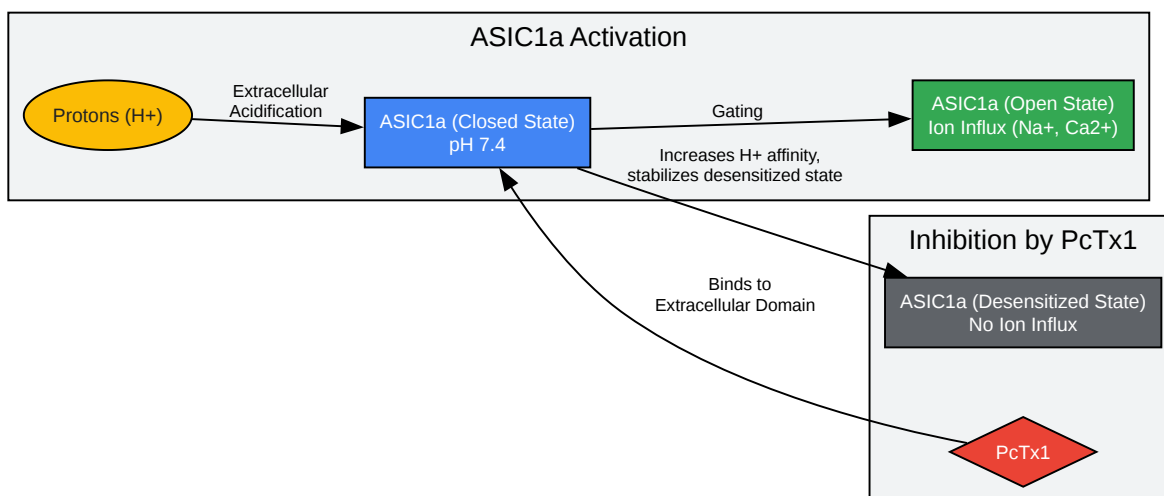 ASIC1a Activation
Protons (H+)
Extracellular
Acidification
ASIC1a (Closed State)
pH 7.4
Gating
ASIC1a (Open State)
Ion Influx (Na+, Ca2+)
Increases H+ affinity,
stabilizes desensitized state
Inhibition by PcTx1
ASIC1a (Desensitized State)
No Ion Influx
Binds to
Extracellular Domain
PcTx1